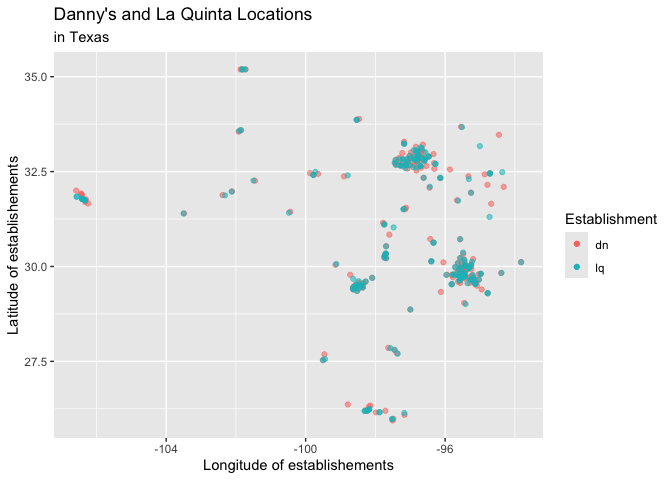 Danny's and La Quinta Locations
in Texas
Latitude of establishements
35.0
32.5
30.0
27.5
-104
-100
-96
Longitude of establishements
Establishment
dn
lq